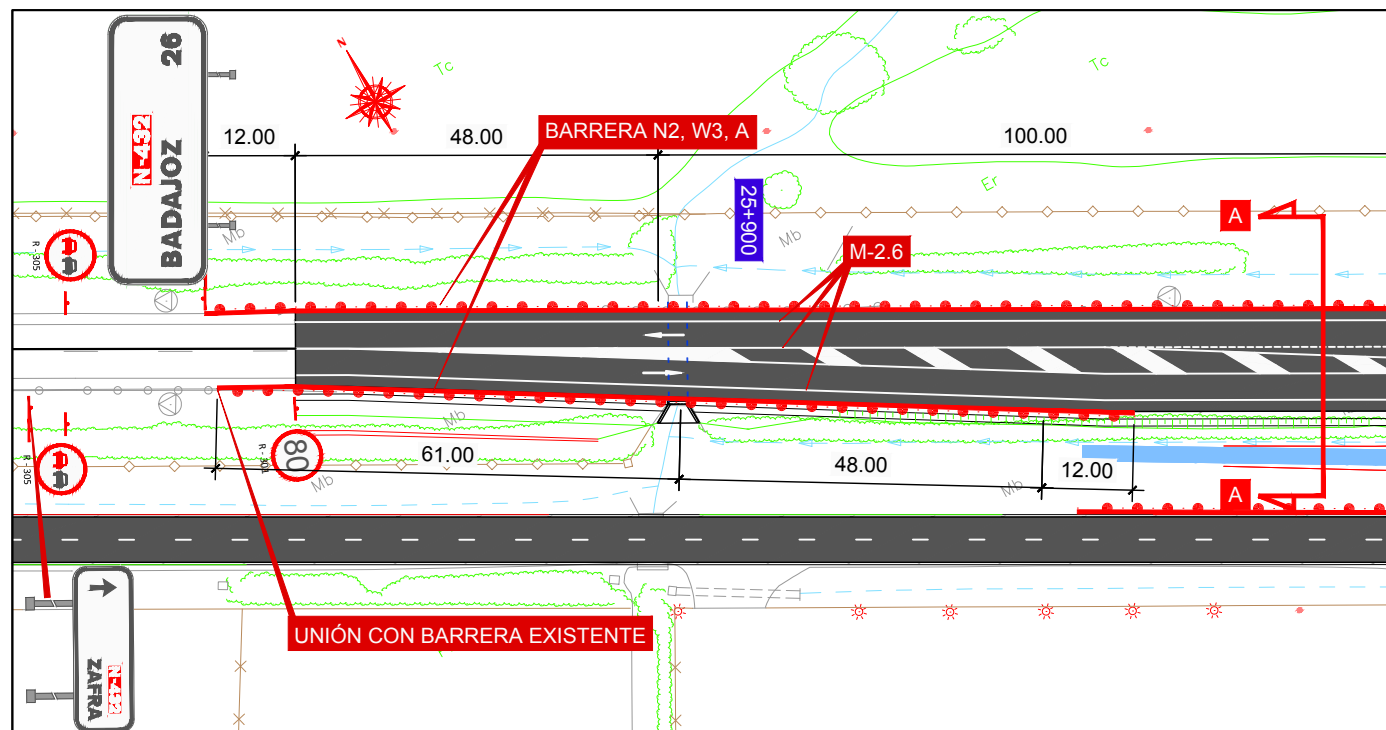 BADAJOZ 26
N-432
12.00
48.00
100.00
BARRERA N2, W3, A
N
Tc
Tc
Er
25+900
Mb
Mb
M-2.6
A
R - 305
R - 301
80
Mb
61.00
48.00
12.00
Mb
Mb
A
R - 305
UNIÓN CON BARRERA EXISTENTE
N-432
ZAFRA